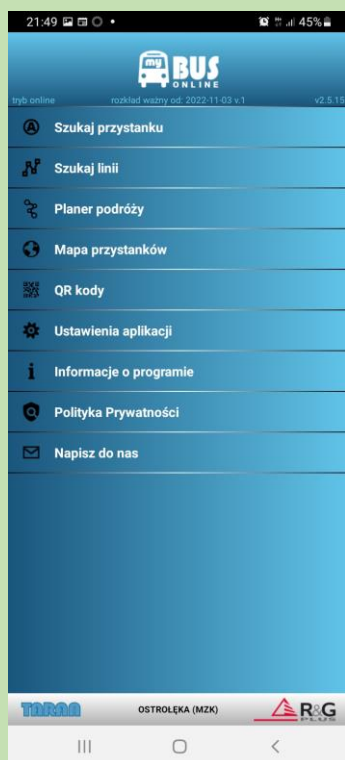 21:49
45%
my
BUS
ONLINE
tryb online rozkład ważny od: 2022-11-03 v.1 v2.5.15
Szukaj przystanku
Szukaj linii
Planer podróży
Mapa przystanków
QR kody
Ustawienia aplikacji
Informacje o programie
Polityka Prywatności
Napisz do nas
TARAN OSTROŁĘKA (MZK) R&G
PLUS